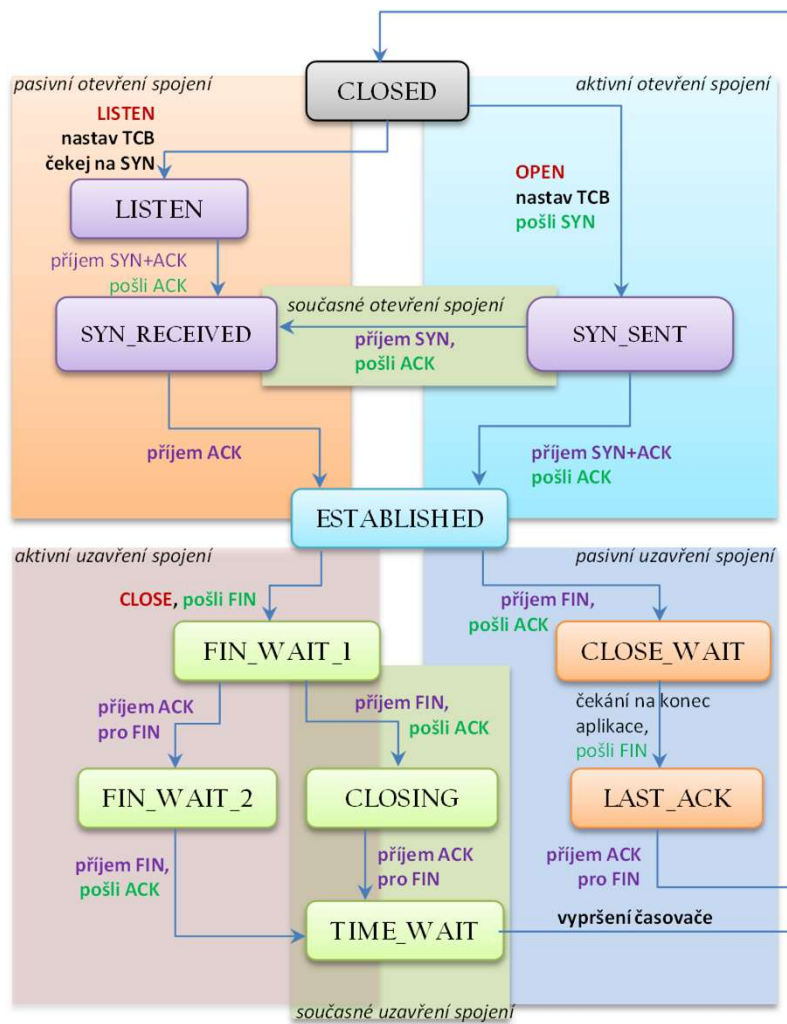 pasivní otevření spojení
CLOSED
aktivní otevření spojení
LISTEN
nastav TCB
čekej na SYN
OPEN
nastav TCB
pošli SYN
LISTEN
příjem SYN+ACK
pošli ACK
současné otevření spojení
SYN_RECEIVED
příjem SYN,
pošli ACK
SYN_SENT
příjem ACK
příjem SYN+ACK
pošli ACK
ESTABLISHED
aktivní uzavření spojení
pasivní uzavření spojení
CLOSE, pošli FIN
příjem FIN,
pošli ACK
FIN_WAIT_1
CLOSE_WAIT
příjem ACK
pro FIN
příjem FIN,
pošli ACK
čekání na konec
aplikace,
pošli FIN
FIN_WAIT_2
CLOSING
LAST_ACK
příjem FIN,
pošli ACK
příjem ACK
pro FIN
příjem ACK
pro FIN
TIME_WAIT
vypršení časovače
současné uzavření spojení